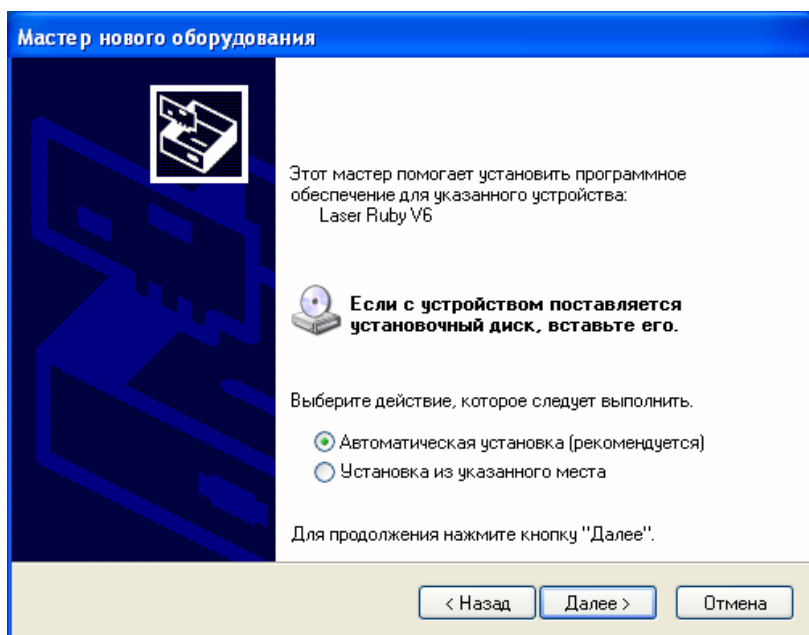 Мастер нового оборудования
Этот мастер помогает установить программное
обеспечение для указанного устройства:
Laser Ruby V6
Если с устройством поставляется
установочный диск, вставьте его.
Выберите действие, которое следует выполнить.
Автоматическая установка (рекомендуется)
Установка из указанного места
Для продолжения нажмите кнопку "Далее".
< Назад Далее > Отмена